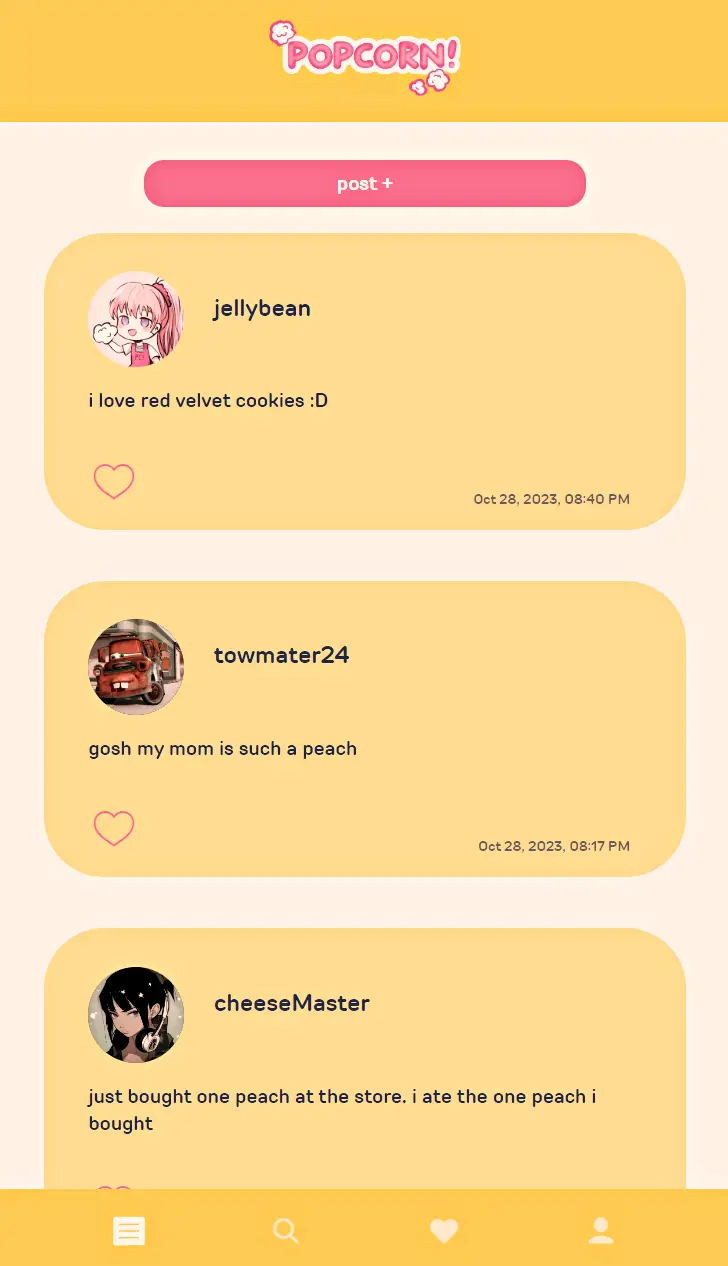 POPCORN!
post +
jellybean
i love red velvet cookies :D
Oct 28, 2023, 08:40 PM
towmater24
gosh my mom is such a peach
Oct 28, 2023, 08:17 PM
cheeseMaster
just bought one peach at the store. i ate the one peach i
bought